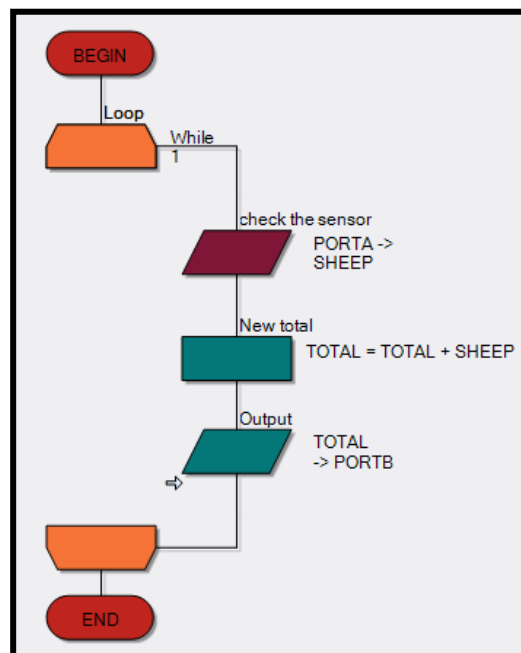 BEGIN
Loop
While
1
check the sensor
PORTA ->
SHEEP
New total
TOTAL = TOTAL + SHEEP
Output
TOTAL
-> PORTB
END